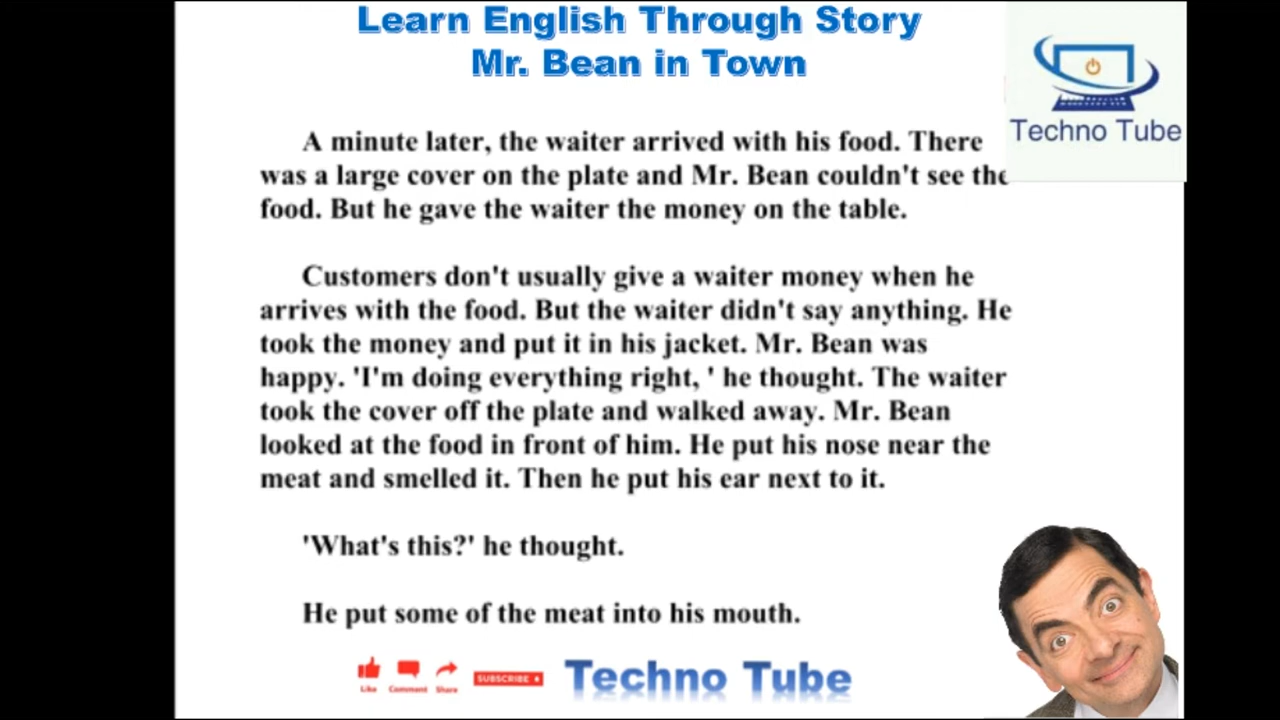 Learn English Through Story
Mr. Bean in Town
Techno Tube
A minute later, the waiter arrived with his food. There
was a large cover on the plate and Mr. Bean couldn't see the
food. But he gave the waiter the money on the table.
Customers don't usually give a waiter money when he
arrives with the food. But the waiter didn't say anything. He
took the money and put it in his jacket. Mr. Bean was
happy. 'I'm doing everything right, ' he thought. The waiter
took the cover off the plate and walked away. Mr. Bean
looked at the food in front of him. He put his nose near the
meat and smelled it. Then he put his ear next to it.
'What's this?' he thought.
He put some of the meat into his mouth.
Like Comment Share SUBSCRIBE Techno Tube